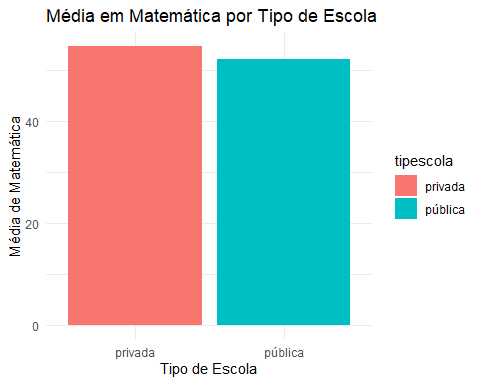 Média em Matemática por Tipo de Escola
Média de Matemática
40
20
0
privada
pública
Tipo de Escola
tipescola
privada
pública